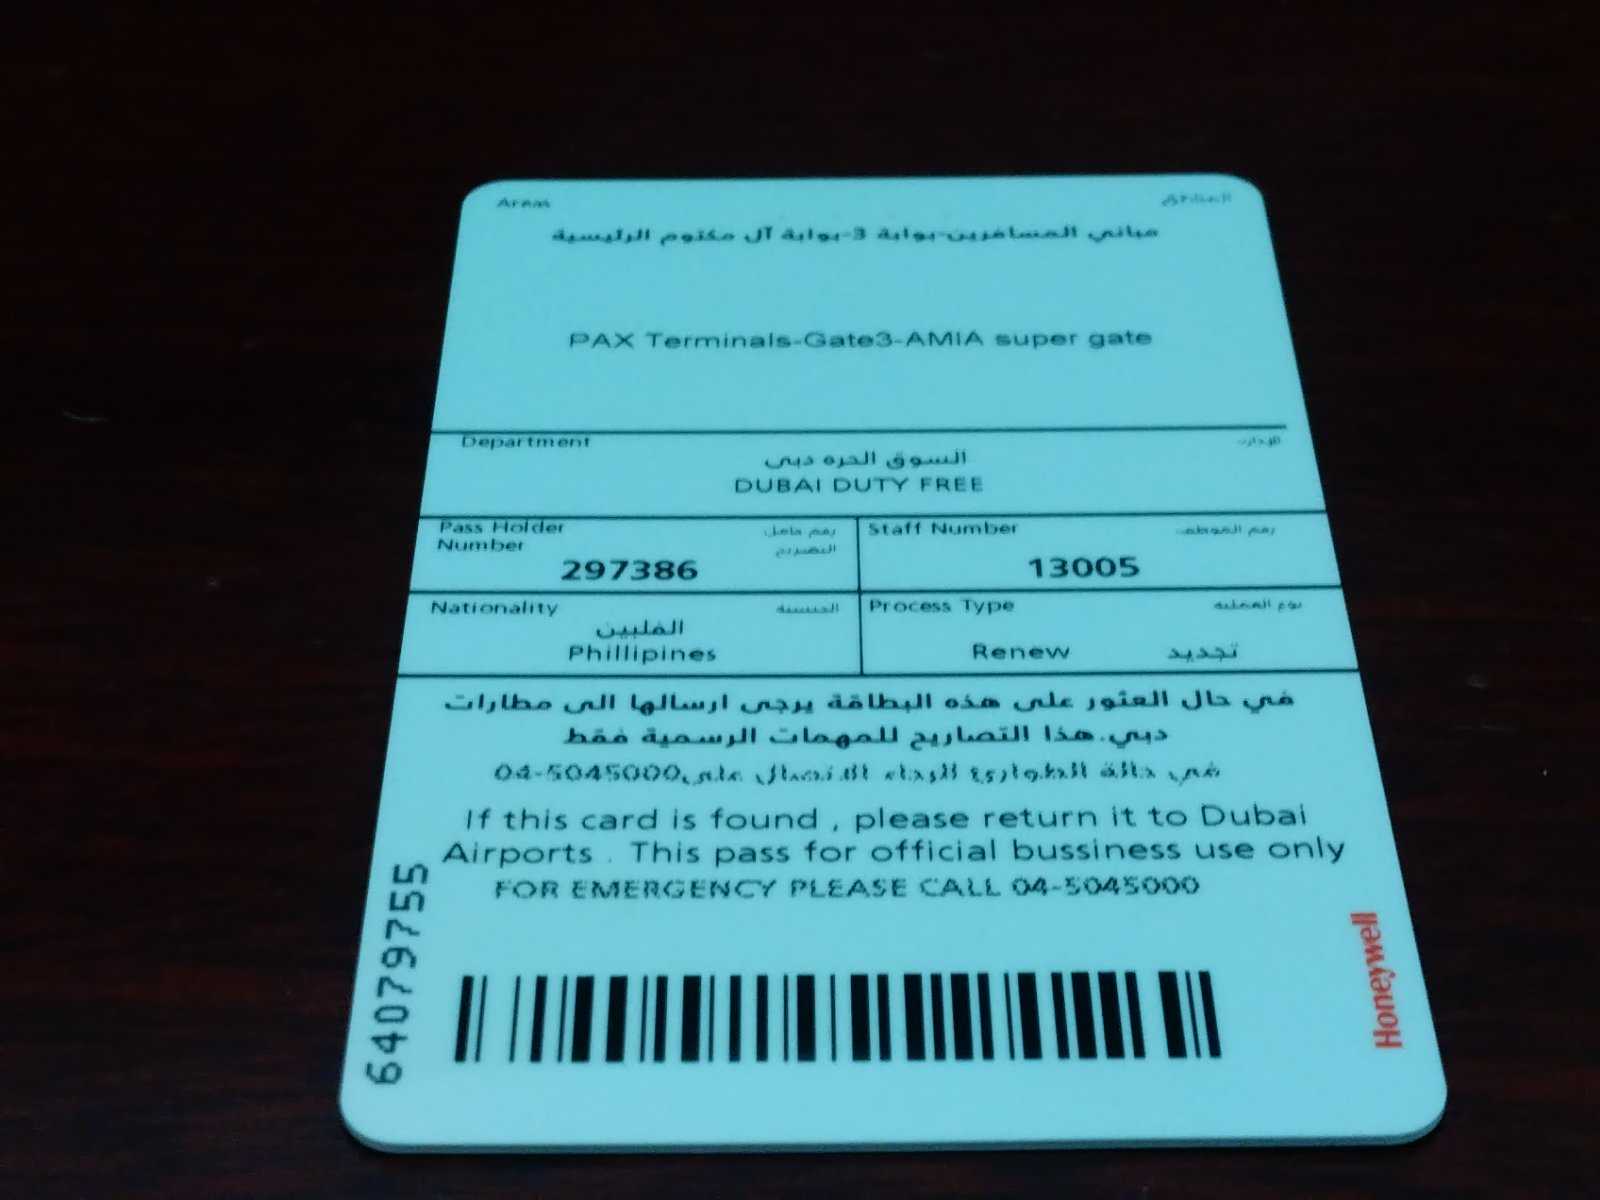 Areas المناطق
مباني المسافرين-بوابة 3-بوابة آل مكتوم الرئيسية
PAX Terminals-Gate3-AMIA super gate
Department الإدارة
السوق الحره دبي
DUBAI DUTY FREE
Pass Holder رقم حامل Staff Number رقم الموظف
Number التصريح
297386 13005
Nationality الجنسية Process Type نوع العملية
الفلبين
Phillipines Renew تجديد
في حال العثور على هذه البطاقة يرجى ارسالها الى مطارات
دبي.هذا التصاريح للمهمات الرسمية فقط
في حالة الطوارئ الرجاء الاتصال على04-5045000
If this card is found , please return it to Dubai
Airports . This pass for official bussiness use only
FOR EMERGENCY PLEASE CALL 04-5045000
64079755
Honeywell